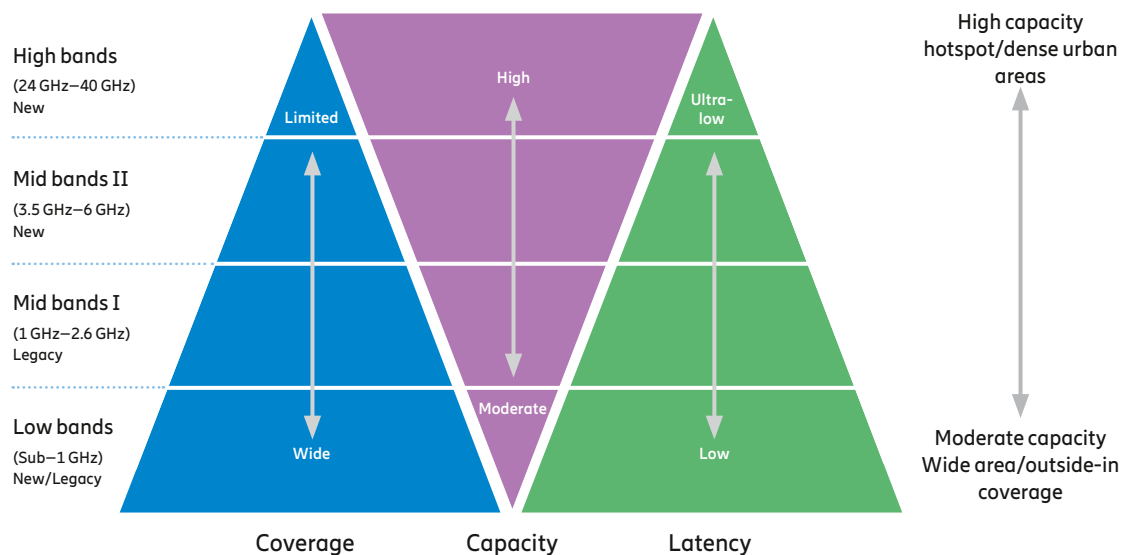 High bands
(24 GHz–40 GHz)
New
Mid bands II
(3.5 GHz–6 GHz)
New
Mid bands I
(1 GHz–2.6 GHz)
Legacy
Low bands
(Sub–1 GHz)
New/Legacy
Limited
Wide
High
Moderate
Ultra-
low
Low
Coverage
Capacity
Latency
High capacity
hotspot/dense urban
areas
Moderate capacity
Wide area/outside-in
coverage